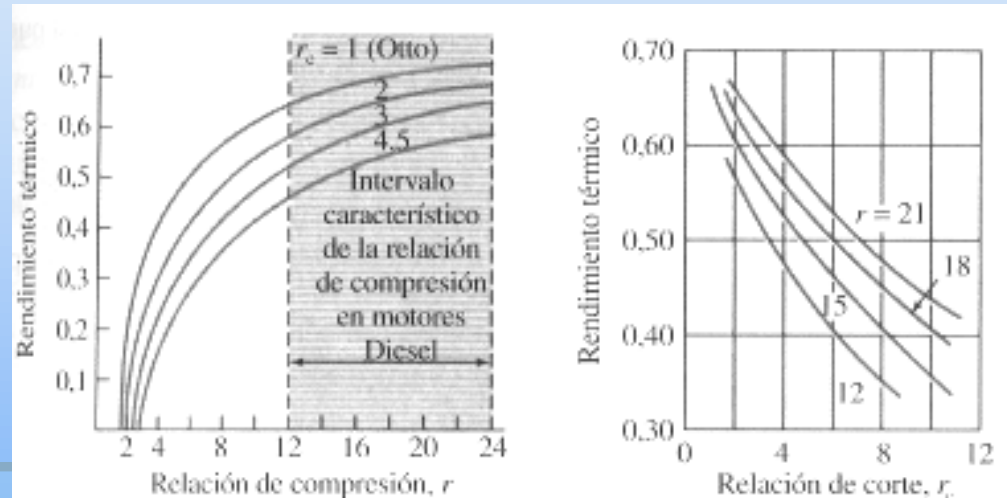 Rendimiento térmico
0,7
0,6
0,5
0,4
0,3
0,2
0,1
r_c = 1 (Otto)
2
3
4,5
Intervalo
característico
de la relación
de compresión
en motores
Diesel
2 4 8 12 16 20 24
Relación de compresión, r
Rendimiento térmico
0,70
0,60
0,50
0,40
0,30
r = 21
18
15
12
0 4 8 12
Relación de corte, r_c